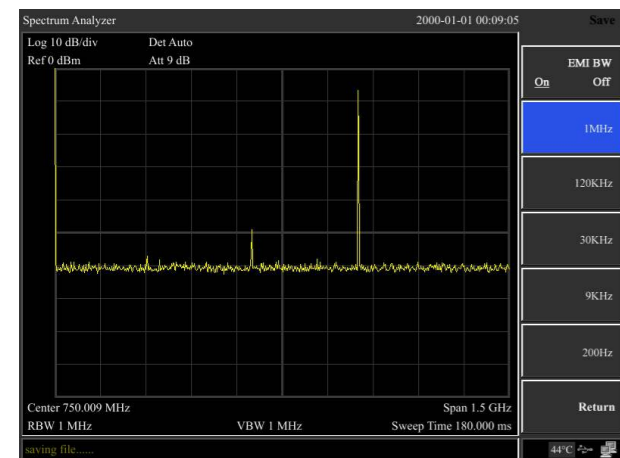 Spectrum Analyzer 2000-01-01 00:09:05 Save
Log 10 dB/div Det Auto
Ref 0 dBm Att 9 dB
EMI BW
On Off
1MHz
120KHz
30KHz
9KHz
200Hz
Return
Center 750.009 MHz Span 1.5 GHz
RBW 1 MHz VBW 1 MHz Sweep Time 180.000 ms
saving file......
44°C